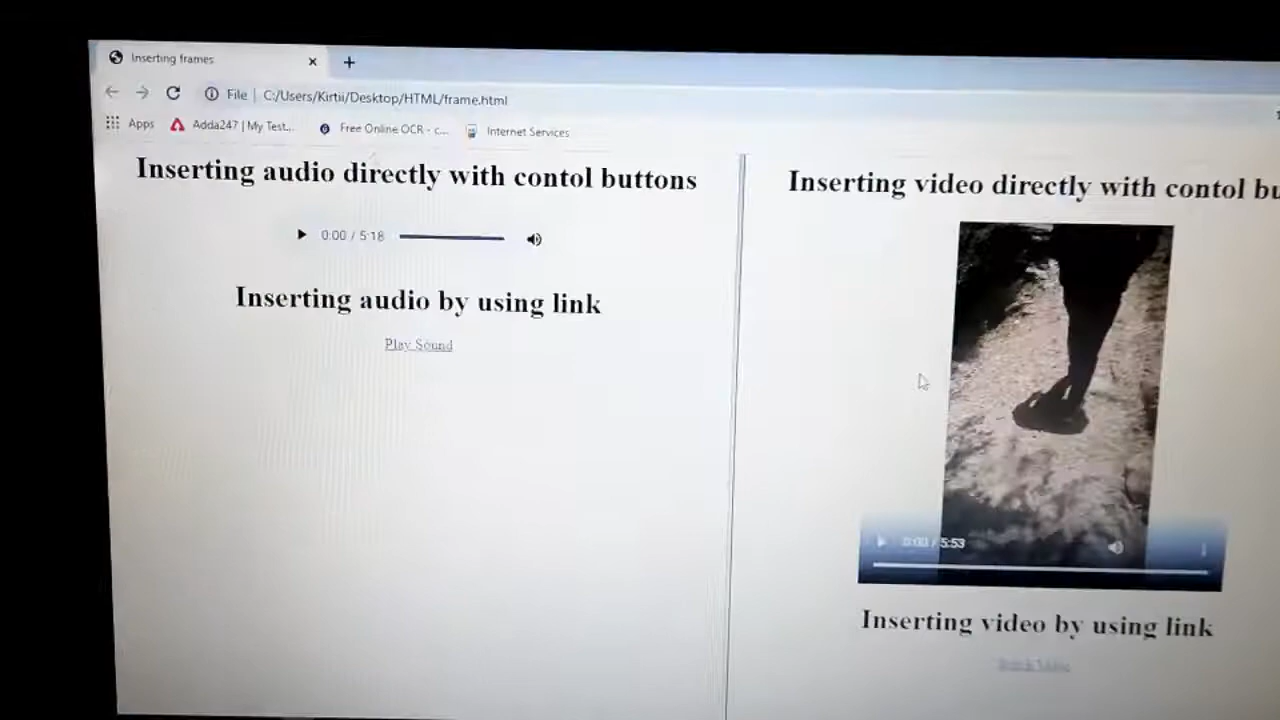 Inserting frames
File | C:/Users/Kirtii/Desktop/HTML/frame.html
Apps Adda247 | My Test... Free Online OCR - c... Internet Services
Inserting audio directly with contol buttons
0:00 / 5:18
Inserting audio by using link
Play Sound
Inserting video directly with contol bu
0:00 / 5:53
Inserting video by using link